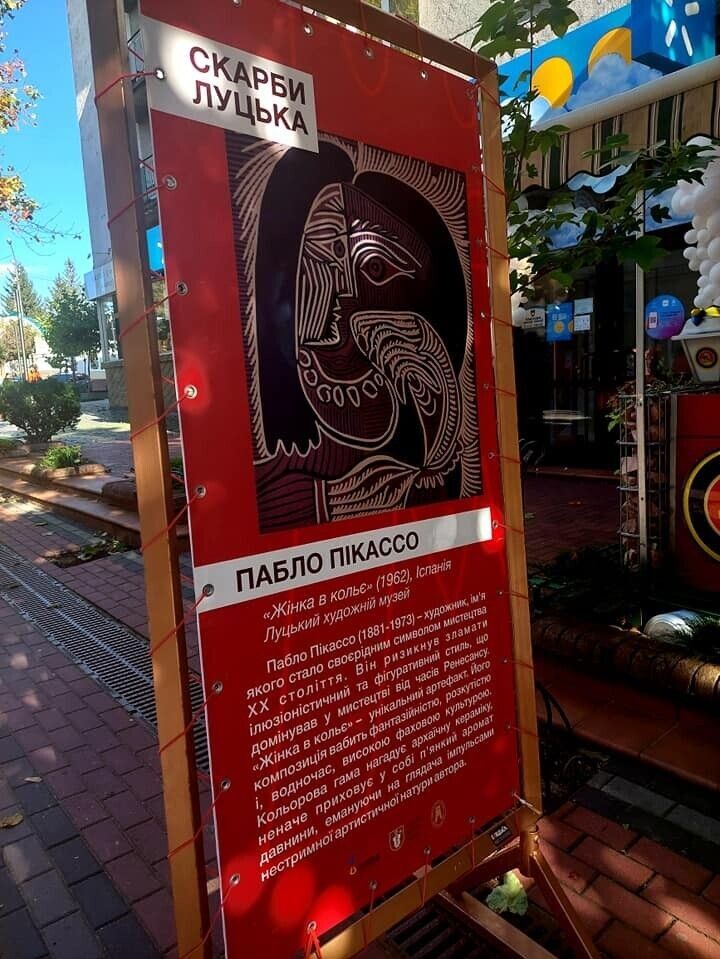 СКАРБИ
ЛУЦЬКА
ПАБЛО ПІКАССО
«Жінка в кольє» (1962), Іспанія
Луцький художній музей
Пабло Пікассо (1881-1973) – художник, ім'я
якого стало своєрідним символом мистецтва
ХХ століття. Він ризикнув зламати
ілюзіоністичний та фігуративний стиль, що
домінував у мистецтві від часів Ренесансу.
«Жінка в кольє» – унікальний артефакт. Його
композиція вабить фантазійністю, розкутістю
і, водночас, високою фаховою культурою.
Кольорова гама нагадує архаїчну кераміку,
неначе приховує у собі п'янкий аромат
давнини, емануючи на глядача імпульсами
нестримної артистичної натури автора.